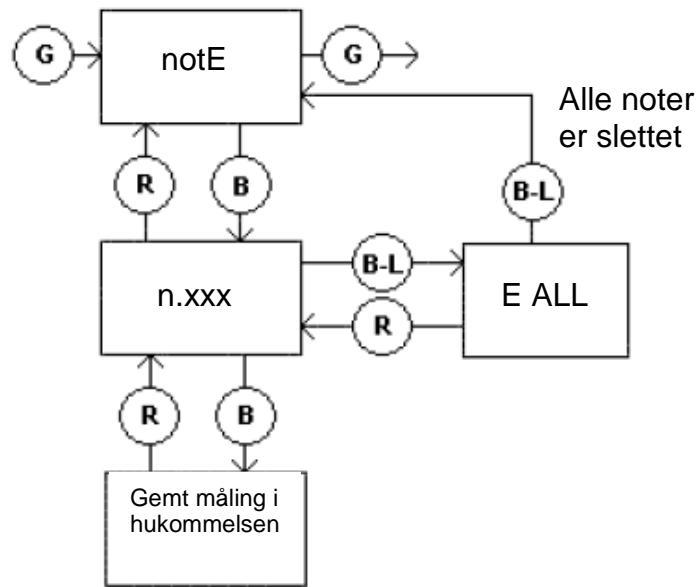 G
notE
G
Alle noter
er slettet
R
B
B-L
n.xxx
B-L
E ALL
R
R
B
Gemt måling i
hukommelsen